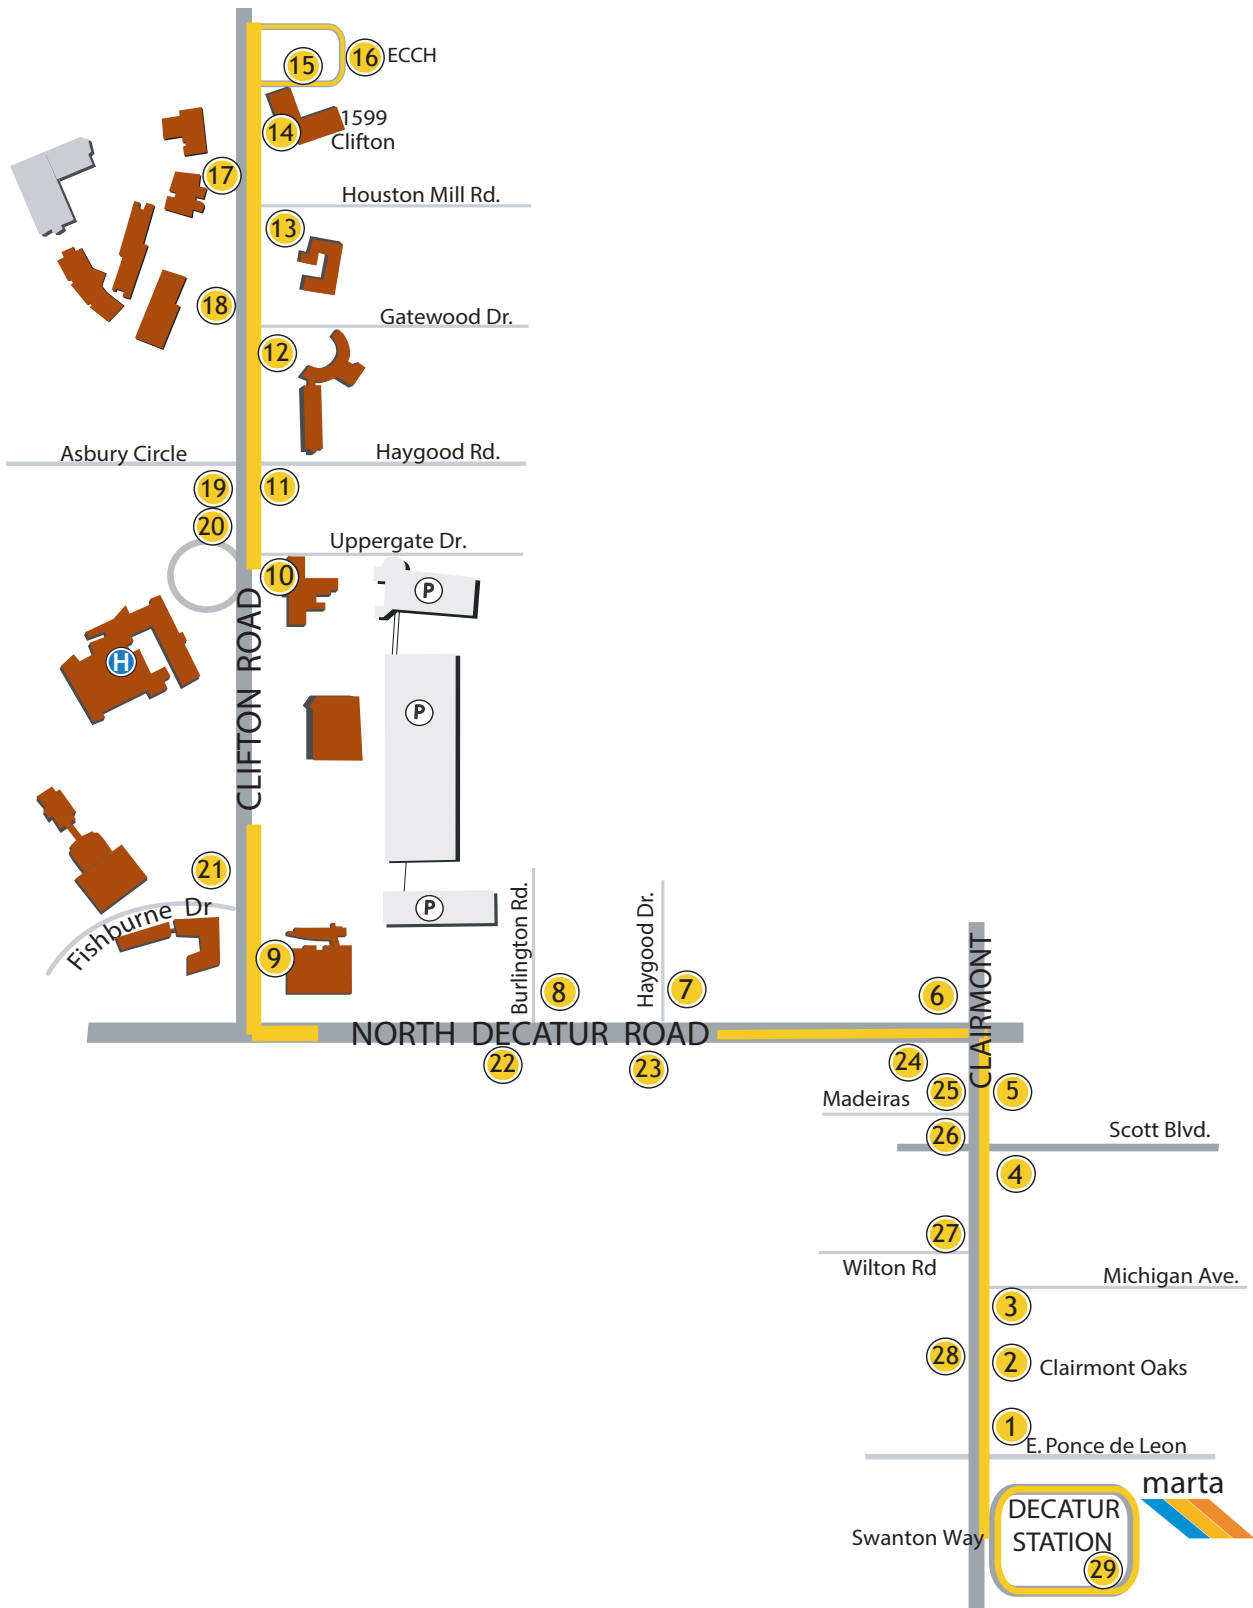 15
16
ECCH
14
1599
Clifton
17
Houston Mill Rd.
13
18
Gatewood Dr.
12
Asbury Circle
Haygood Rd.
19
11
20
Uppergate Dr.
10
P
H
CLIFTON ROAD
P
21
Fishburne Dr
P
9
Burlington Rd.
8
Haygood Dr.
7
6
CLAIRMONT
NORTH DECATUR ROAD
22
23
24
25
5
Madeiras
26
Scott Blvd.
4
27
Wilton Rd
Michigan Ave.
3
28
2
Clairmont Oaks
1
E. Ponce de Leon
marta
DECATUR
STATION
Swanton Way
29